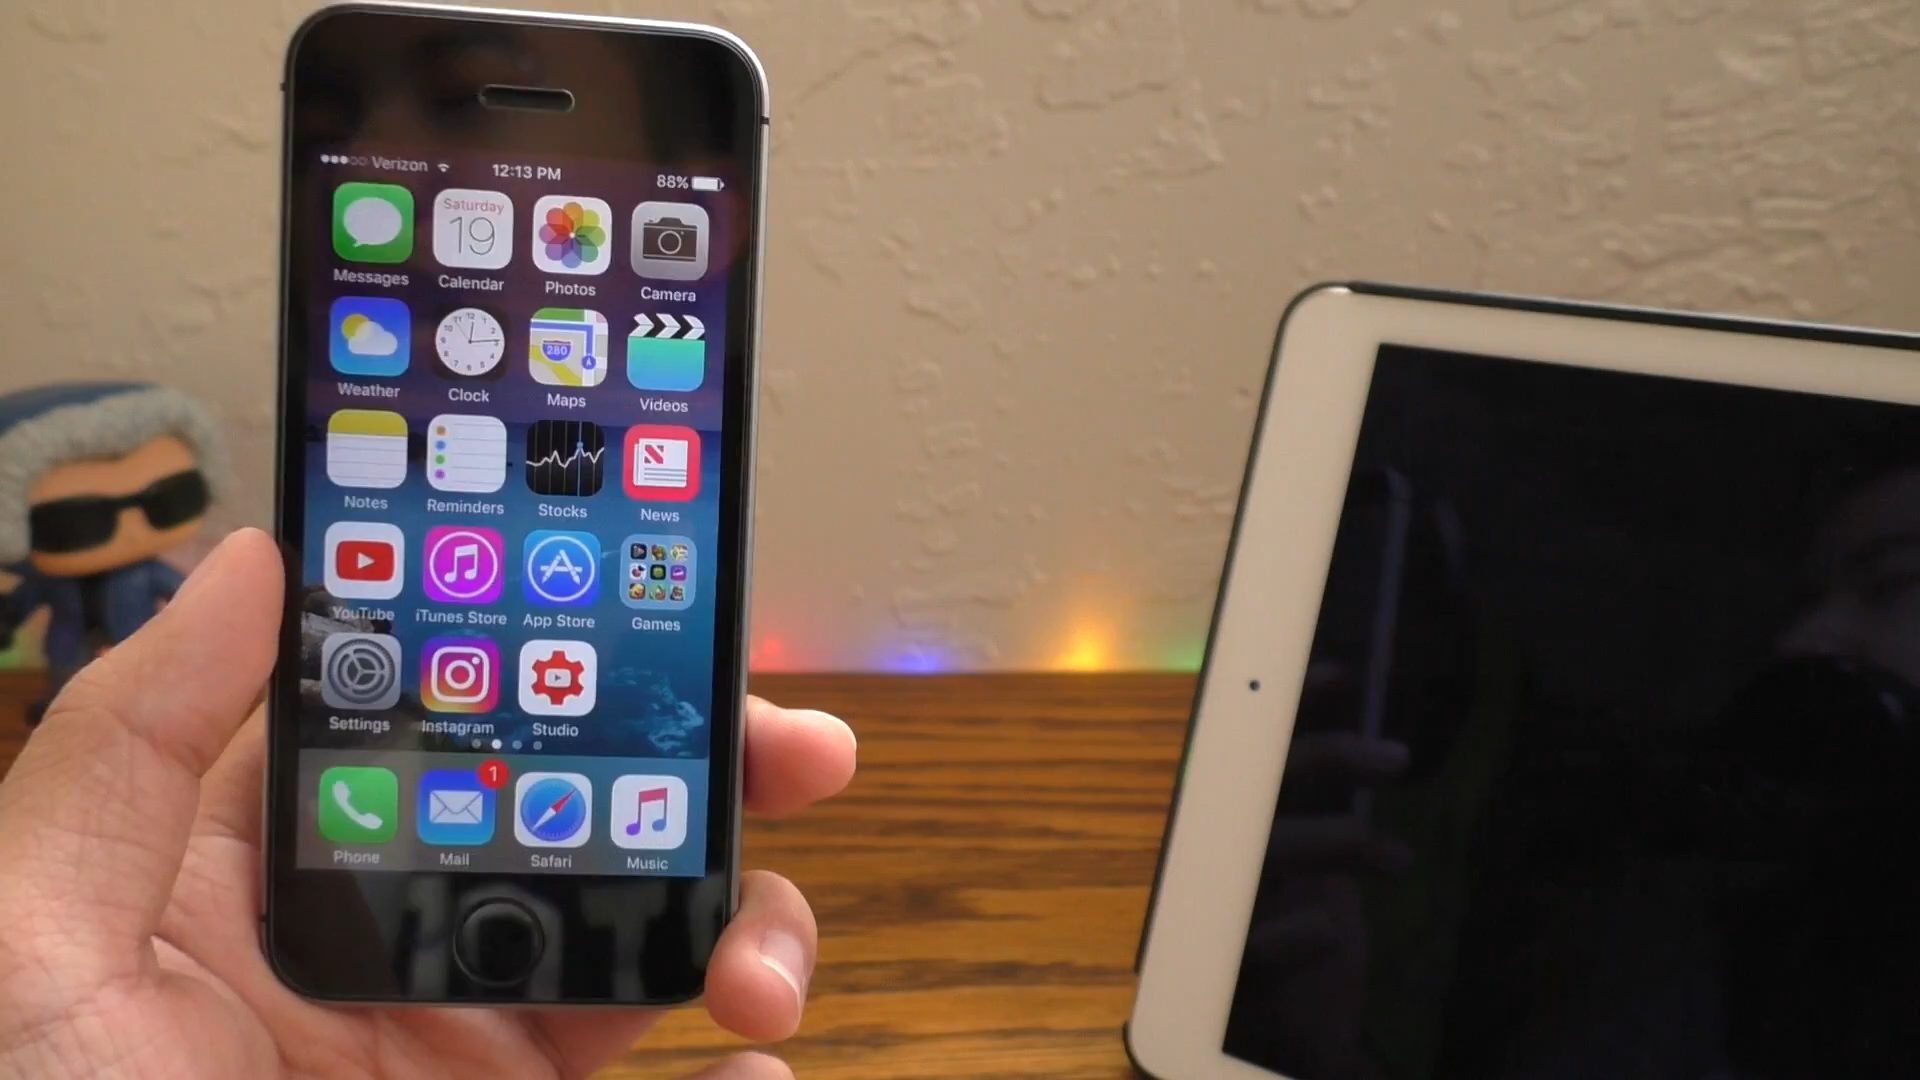 Verizon 12:13 PM 88%
Saturday
19
Messages Calendar Photos Camera
12
280
Weather Clock Maps Videos
Notes Reminders Stocks News
YouTube iTunes Store App Store Games
Settings Instagram Studio
1
Phone Mail Safari Music